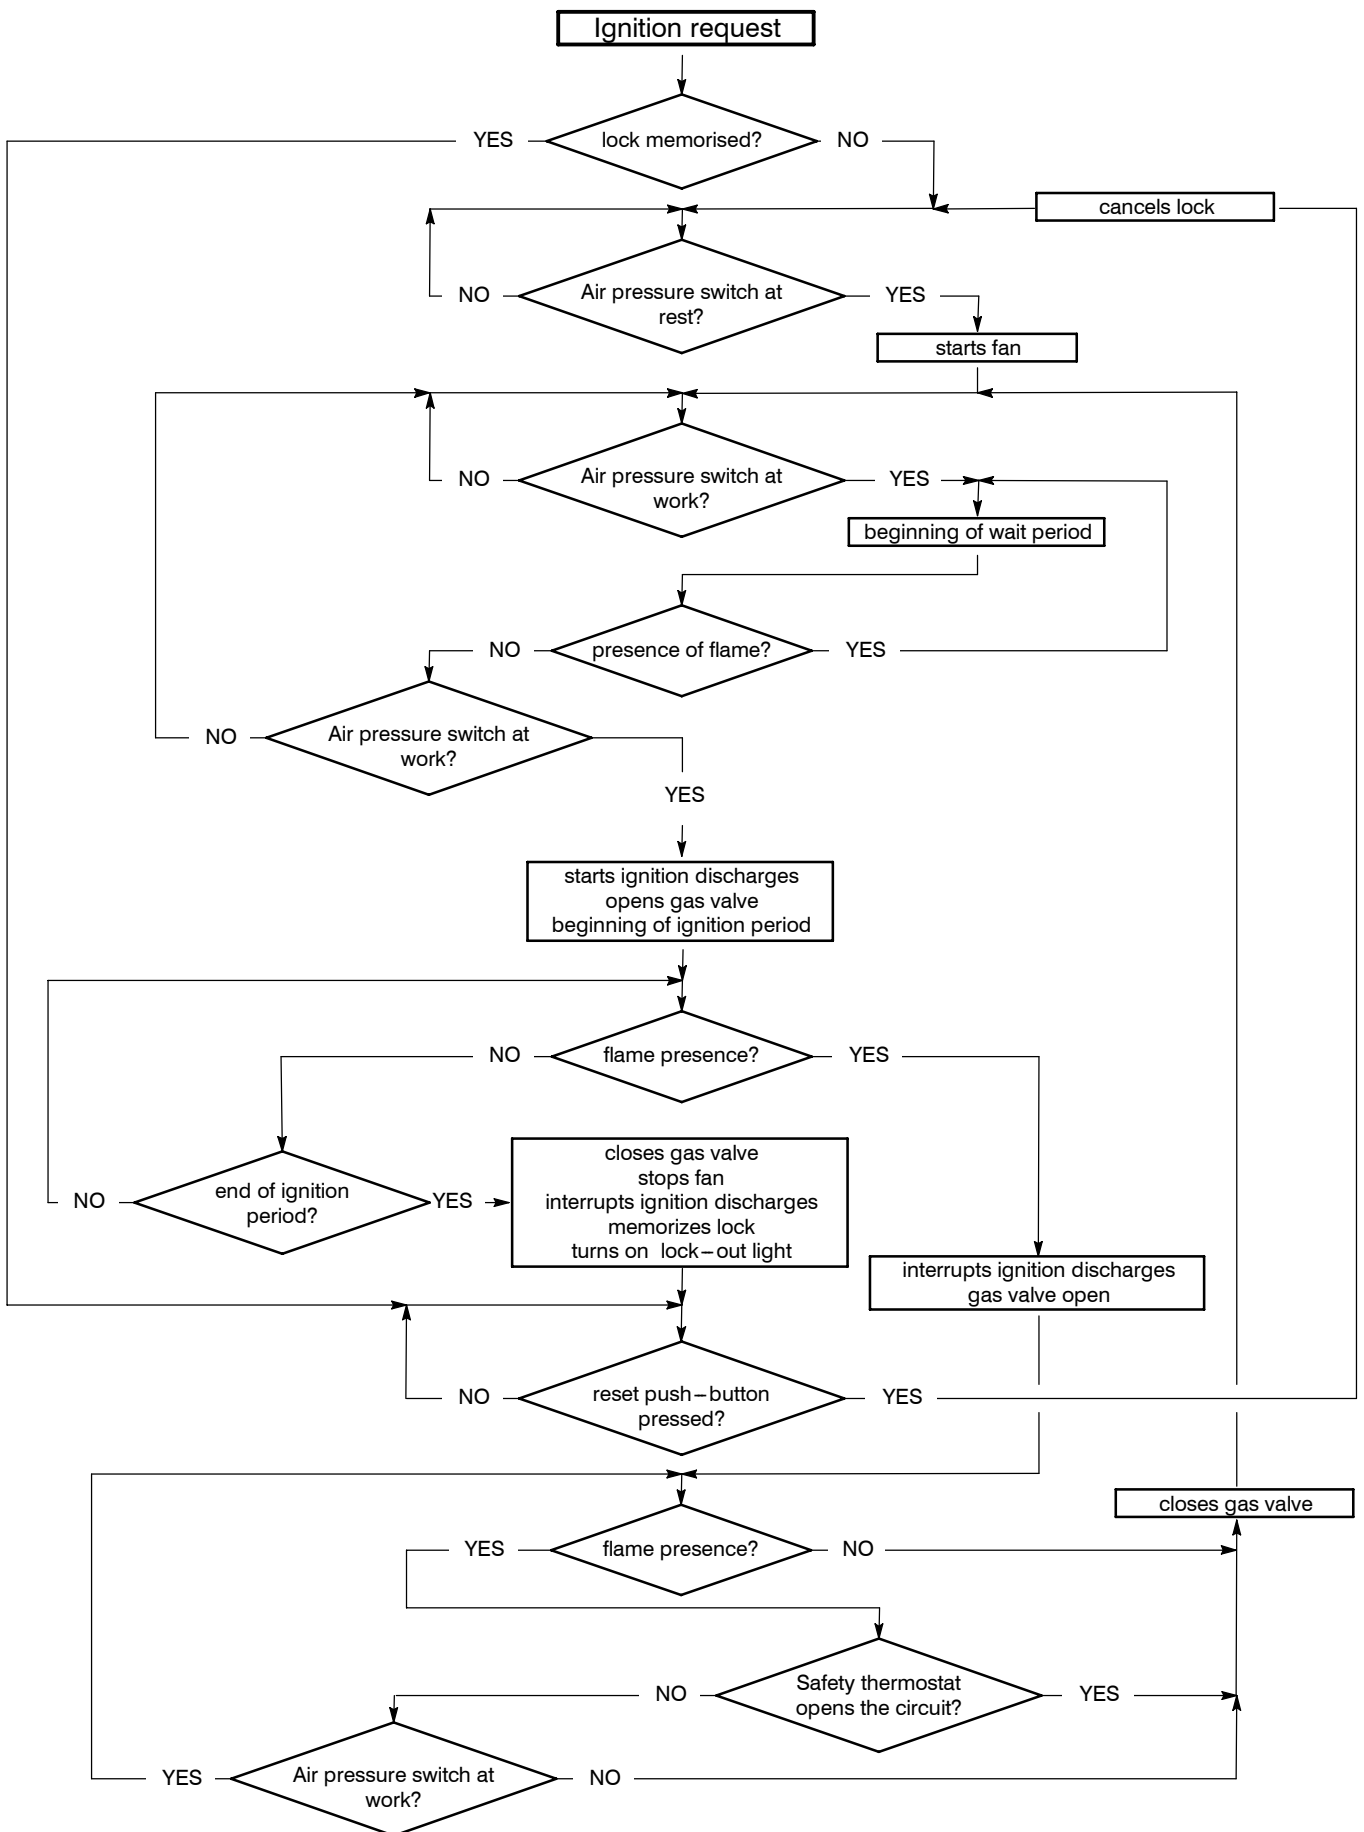 Ignition request
YES
lock memorised?
NO
cancels lock
NO
Air pressure switch at
rest?
YES
starts fan
NO
Air pressure switch at
work?
YES
beginning of wait period
NO
presence of flame?
YES
NO
Air pressure switch at
work?
YES
starts ignition discharges
opens gas valve
beginning of ignition period
NO
flame presence?
YES
NO
end of ignition
period?
YES
closes gas valve
stops fan
interrupts ignition discharges
memorizes lock
turns on lock–out light
interrupts ignition discharges
gas valve open
NO
reset push–button
pressed?
YES
closes gas valve
YES
flame presence?
NO
NO
Safety thermostat
opens the circuit?
YES
YES
Air pressure switch at
work?
NO